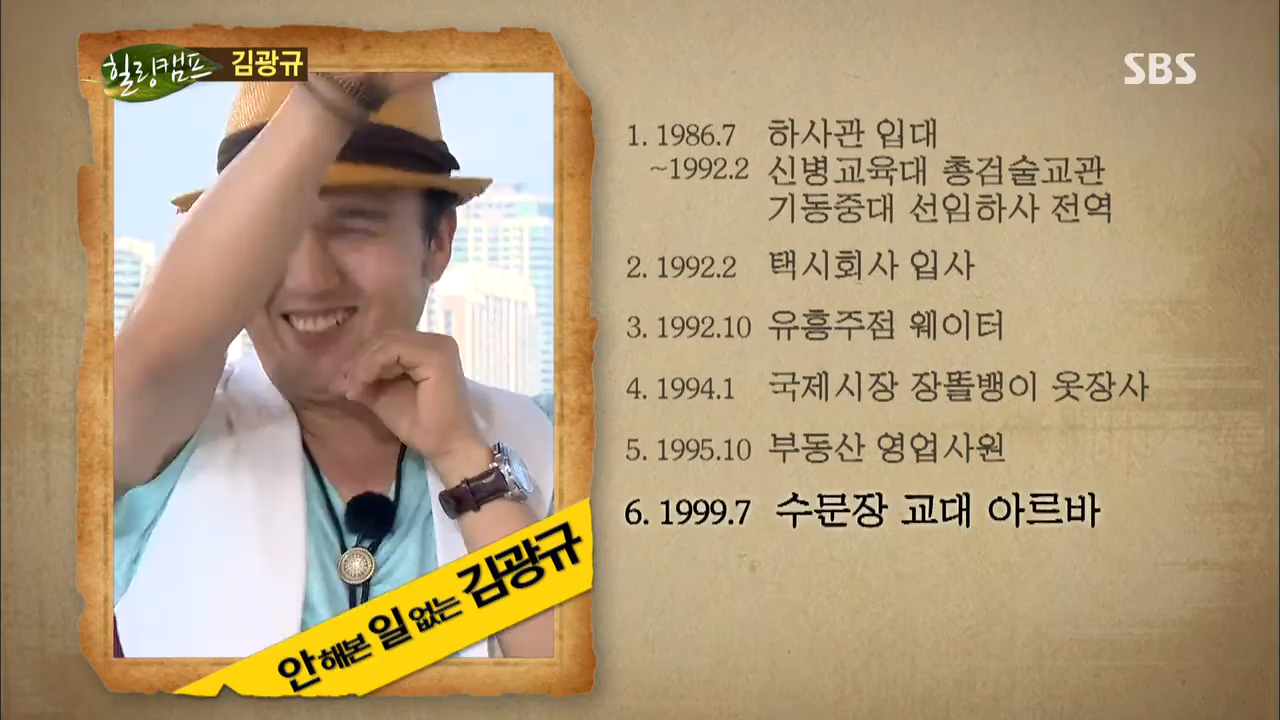 힐링캠프 김광규
SBS
1. 1986.7 하사관 입대
~1992.2 신병교육대 총검술교관
기동중대 선임하사 전역
2. 1992.2 택시회사 입사
3. 1992.10 유흥주점 웨이터
4. 1994.1 국제시장 장똘뱅이 옷장사
5. 1995.10 부동산 영업사원
6. 1999.7 수문장 교대 아르바
안 해본 일 없는 김광규